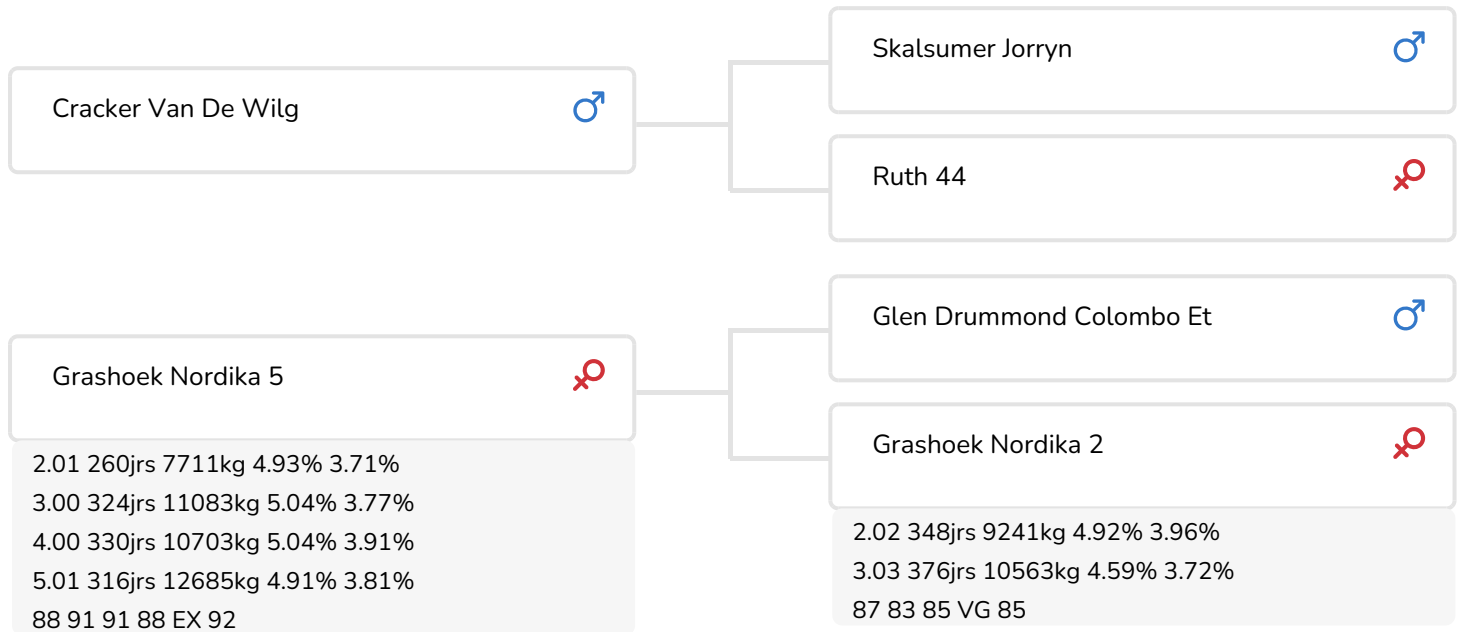 Cracker Van De Wilg
Skalsumer Jorryn
Ruth 44
Grashoek Nordika 5
2.01 260jrs 7711kg 4.93% 3.71%
3.00 324jrs 11083kg 5.04% 3.77%
4.00 330jrs 10703kg 5.04% 3.91%
5.01 316jrs 12685kg 4.91% 3.81%
88 91 91 88 EX 92
Glen Drummond Colombo Et
Grashoek Nordika 2
2.02 348jrs 9241kg 4.92% 3.96%
3.03 376jrs 10563kg 4.59% 3.72%
87 83 85 VG 85